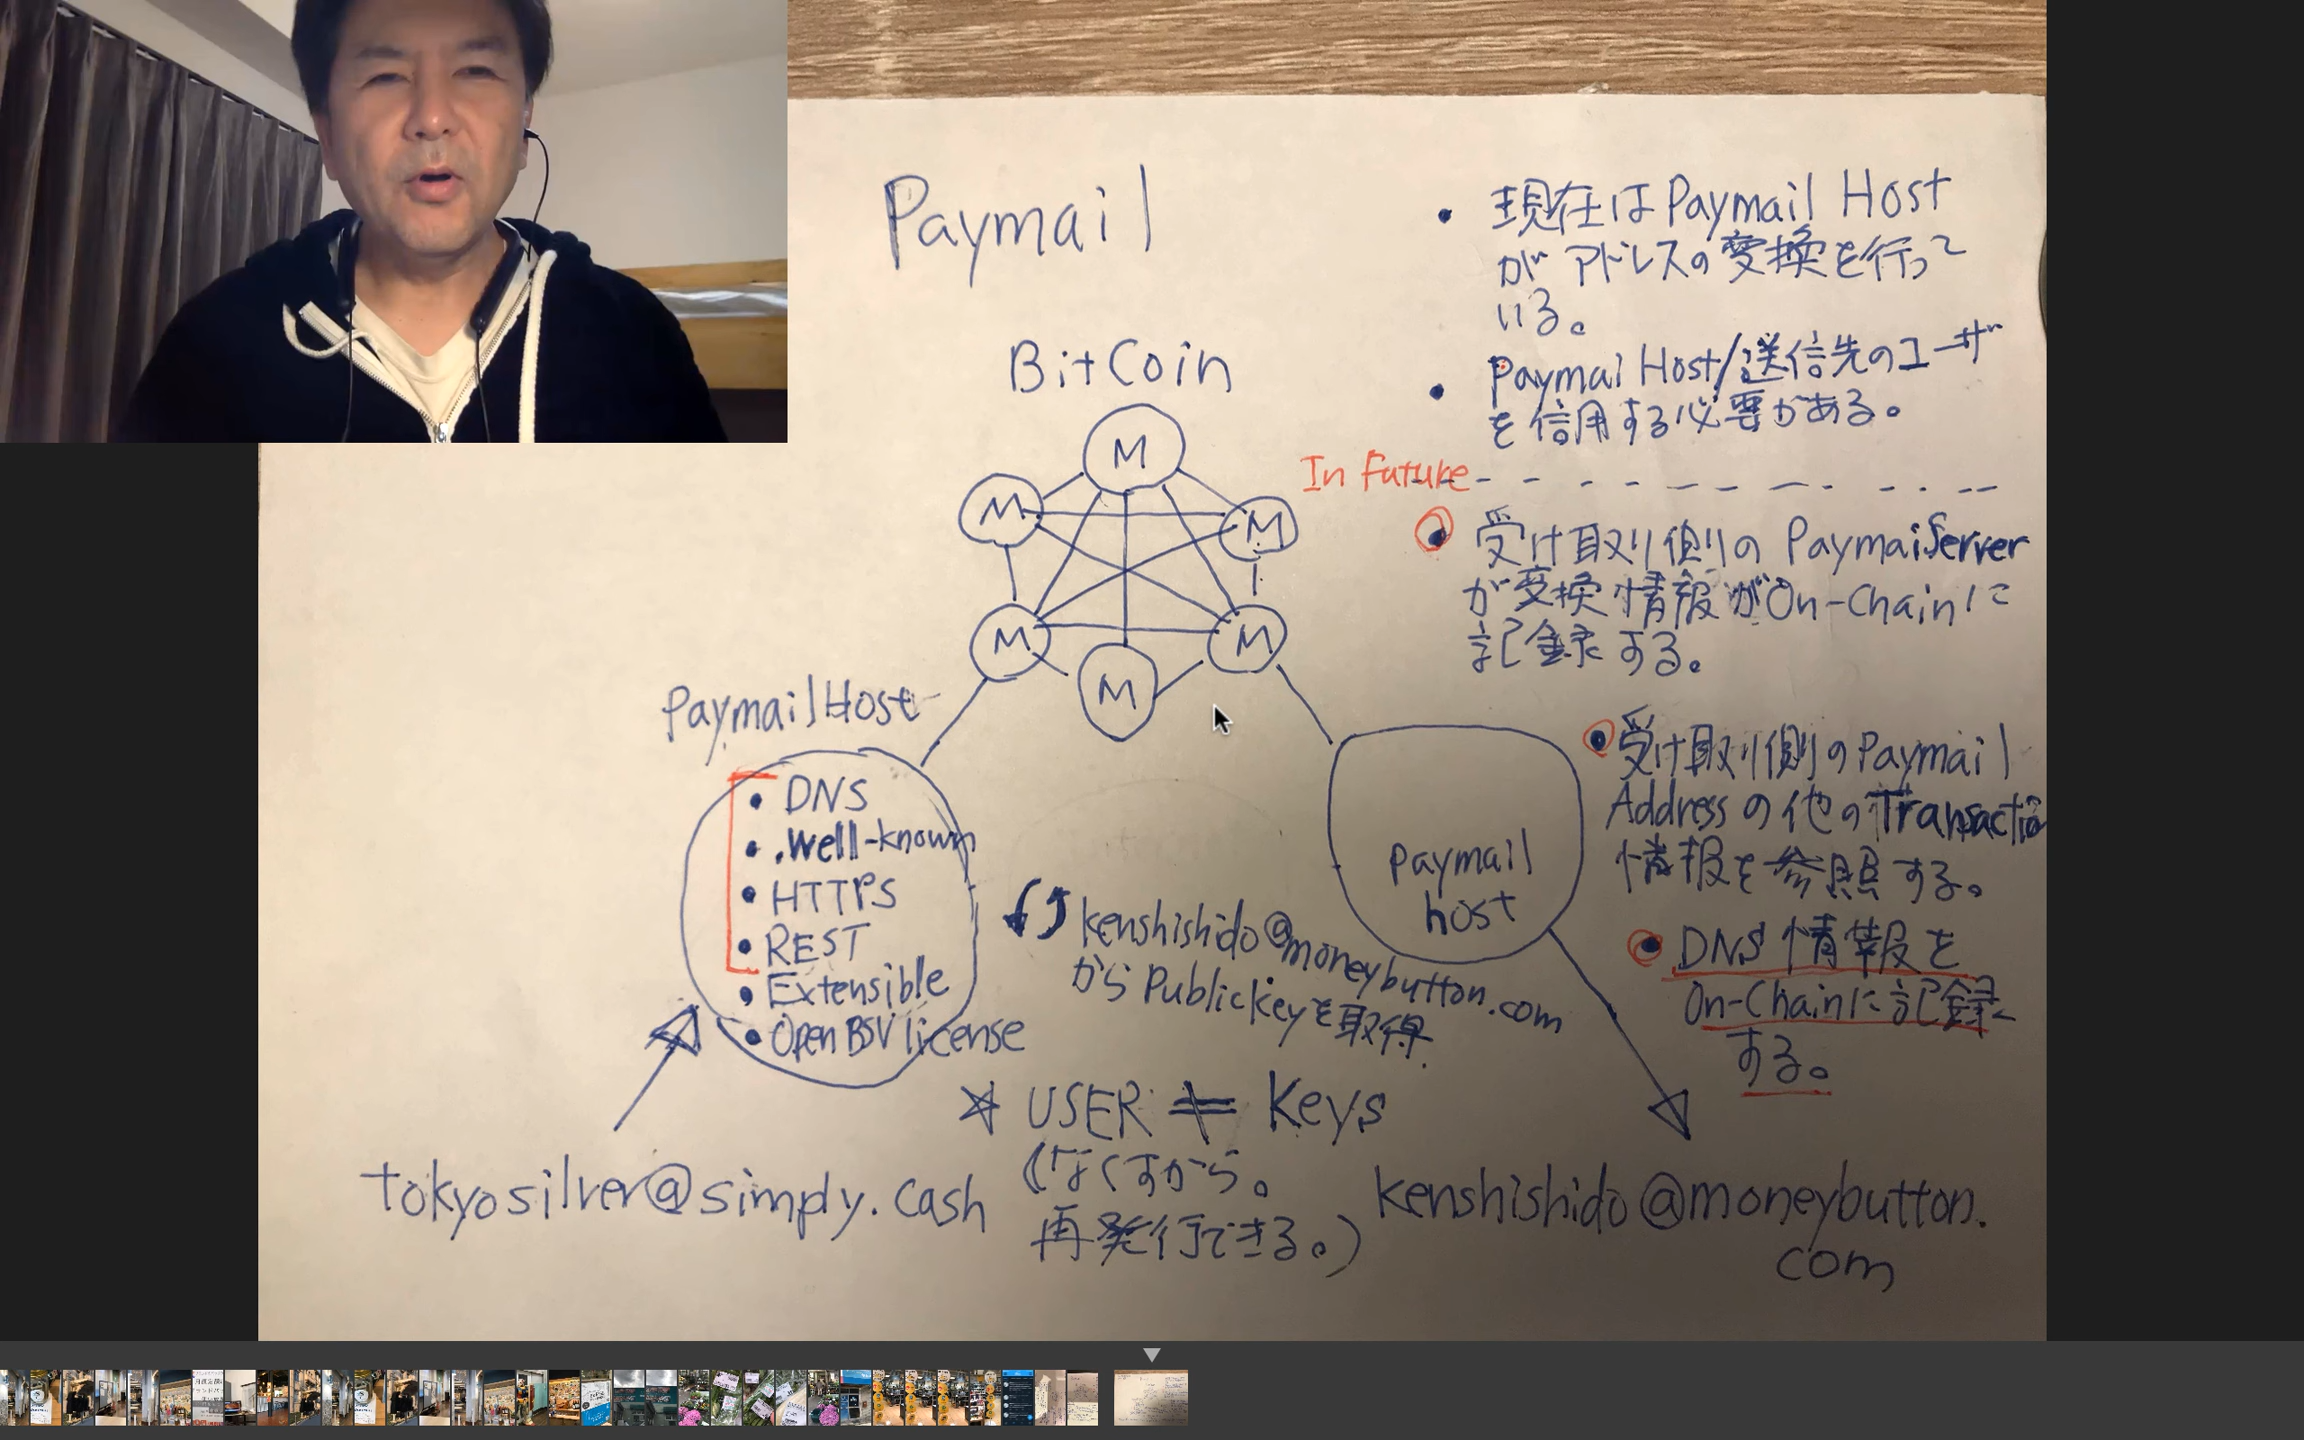 Paymail
BitCoin
M
M
M
M
M
M
Paymail Host
• DNS
• .Well-known
• HTTPS
• REST
• Extensible
• Open BSV license
tokyosilver@simply.cash
kenshishido@moneybutton.com
からPublickeyを取得
* USER ≠ Keys
(なくすから。
再発行できる。)
paymail
host
kenshishido@moneybutton.
com
• 現在はPaymail Host
がアドレスの変換を行って
いる。
• Paymai Host/送信先のユーザ
を信用する必要がある。
In Future
• 受け取り側のPaymailServer
が変換情報がOn-Chainに
記録する。
• 受け取り側のPaymail
Addressの他のTransactio
情報を参照する。
• DNS情報を
On-Chainに記録
する。